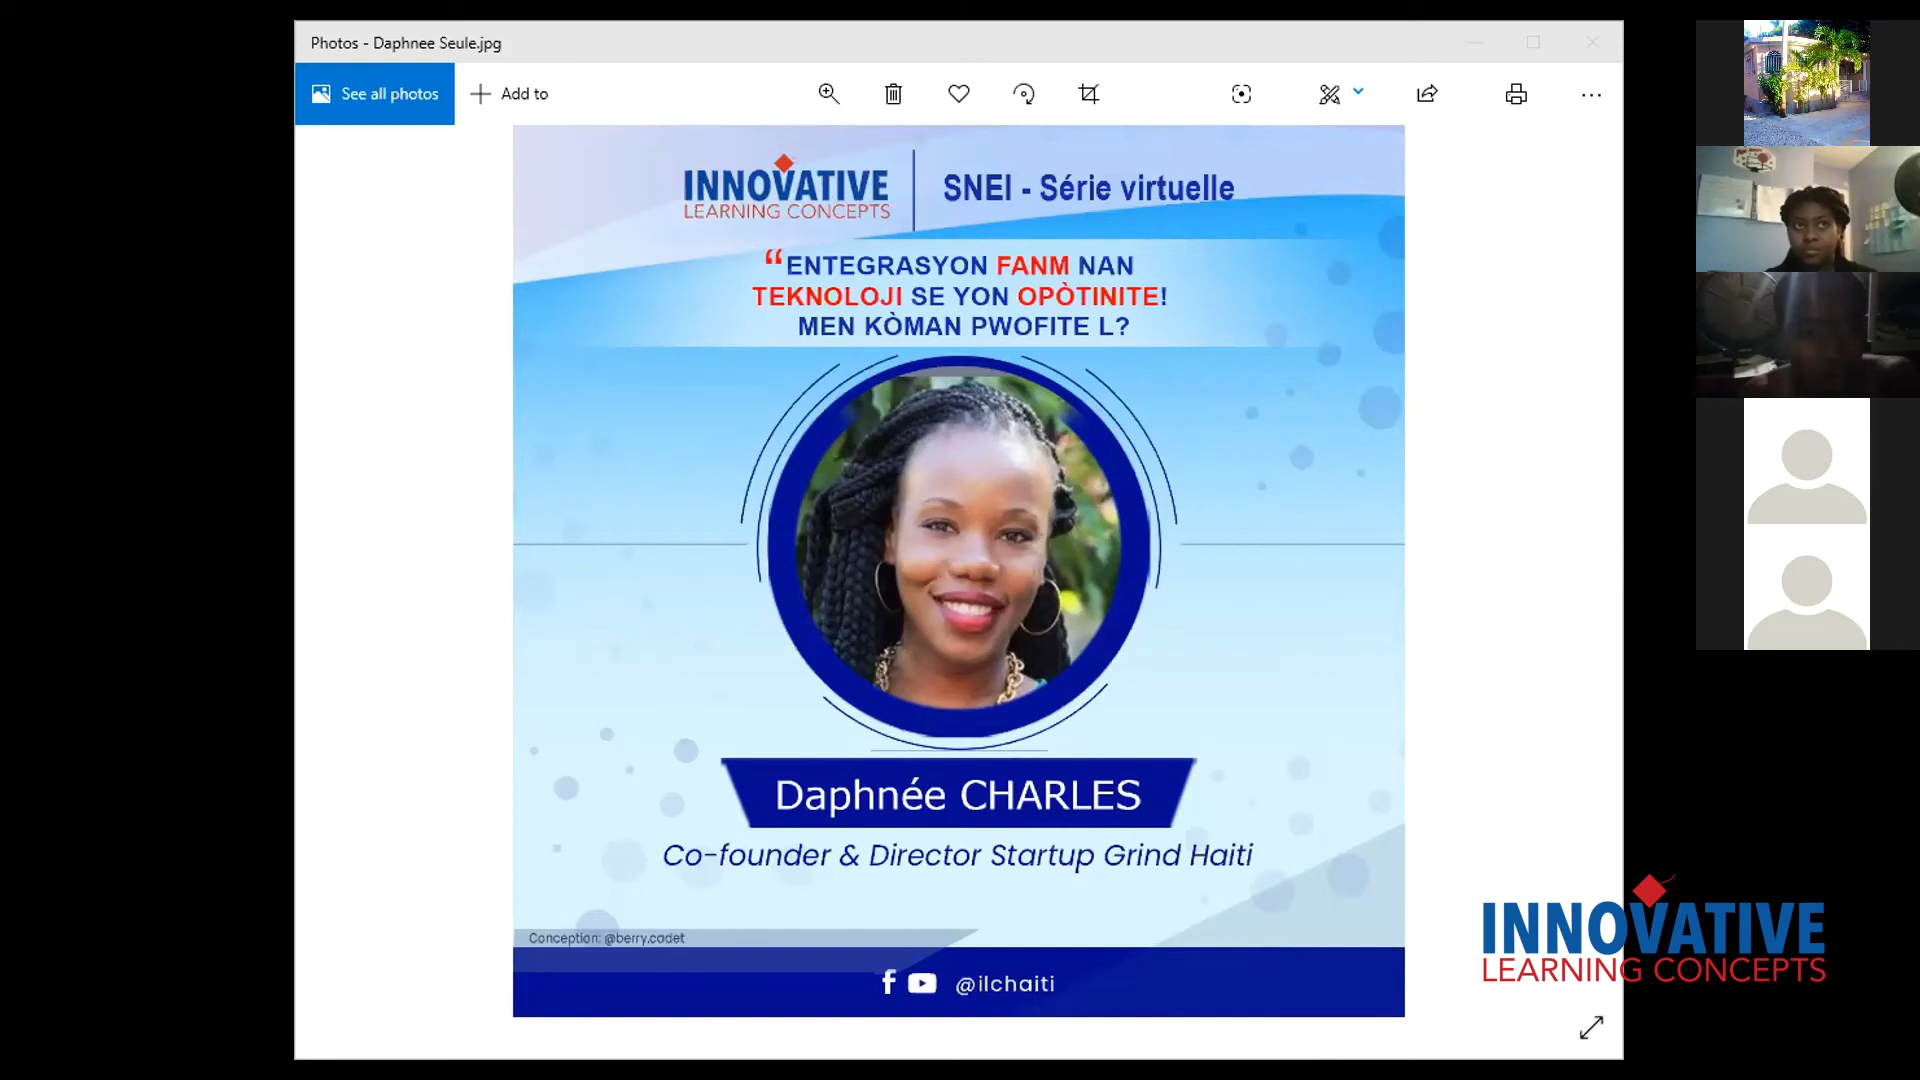 Photos - Daphnee Seule.jpg
See all photos
Add to
INNOVATIVE
LEARNING CONCEPTS
SNEI - Série virtuelle
“ENTEGRASYON FANM NAN
TEKNOLOJI SE YON OPÒTINITE!
MEN KÒMAN PWOFITE L?
Daphnée CHARLES
Co-founder & Director Startup Grind Haiti
Conception: @berry.cadet
@ilchaiti
INNOVATIVE
LEARNING CONCEPTS